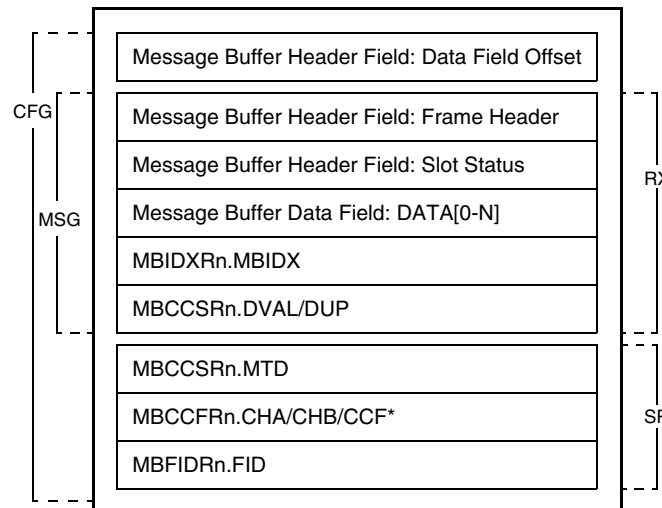 Message Buffer Header Field: Data Field Offset
CFG
Message Buffer Header Field: Frame Header
Message Buffer Header Field: Slot Status
RX
MSG
Message Buffer Data Field: DATA[0-N]
MBIDXRn.MBIDX
MBCCSRn.DVAL/DUP
MBCCSRn.MTD
MBCCFRn.CHA/CHB/CCF*
MBFIDRn.FID